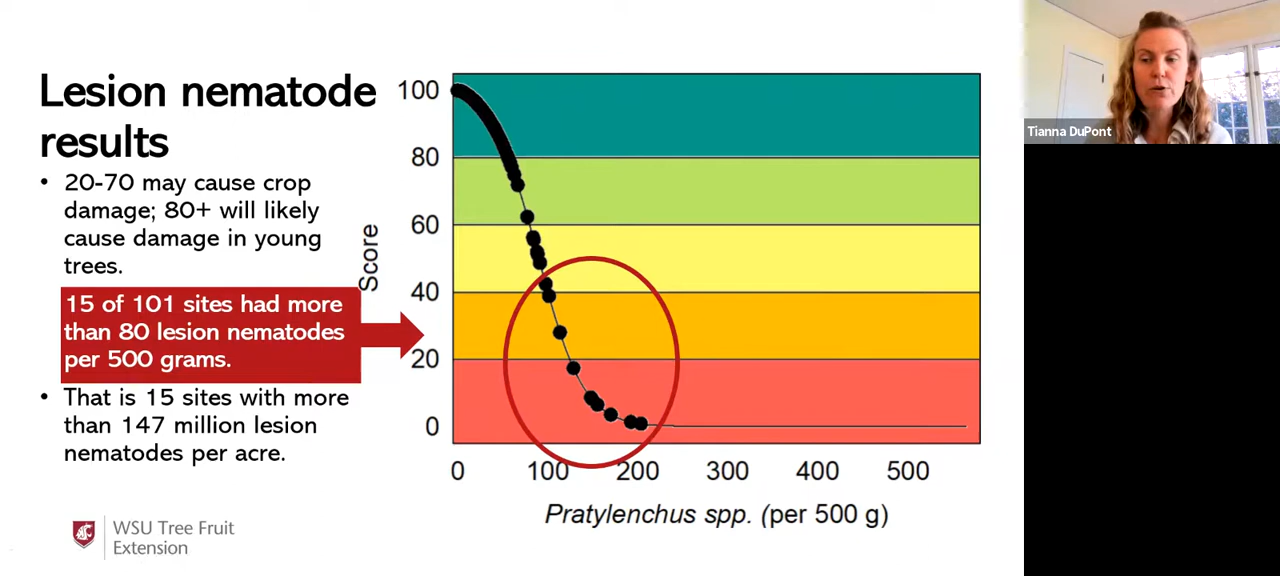 Lesion nematode
results
• 20-70 may cause crop
damage; 80+ will likely
cause damage in young
trees.
15 of 101 sites had more
than 80 lesion nematodes
per 500 grams.
• That is 15 sites with more
than 147 million lesion
nematodes per acre.
WSU Tree Fruit
Extension
Score
100
80
60
40
20
0
0 100 200 300 400 500
Pratylenchus spp. (per 500 g)
Tianna DuPont